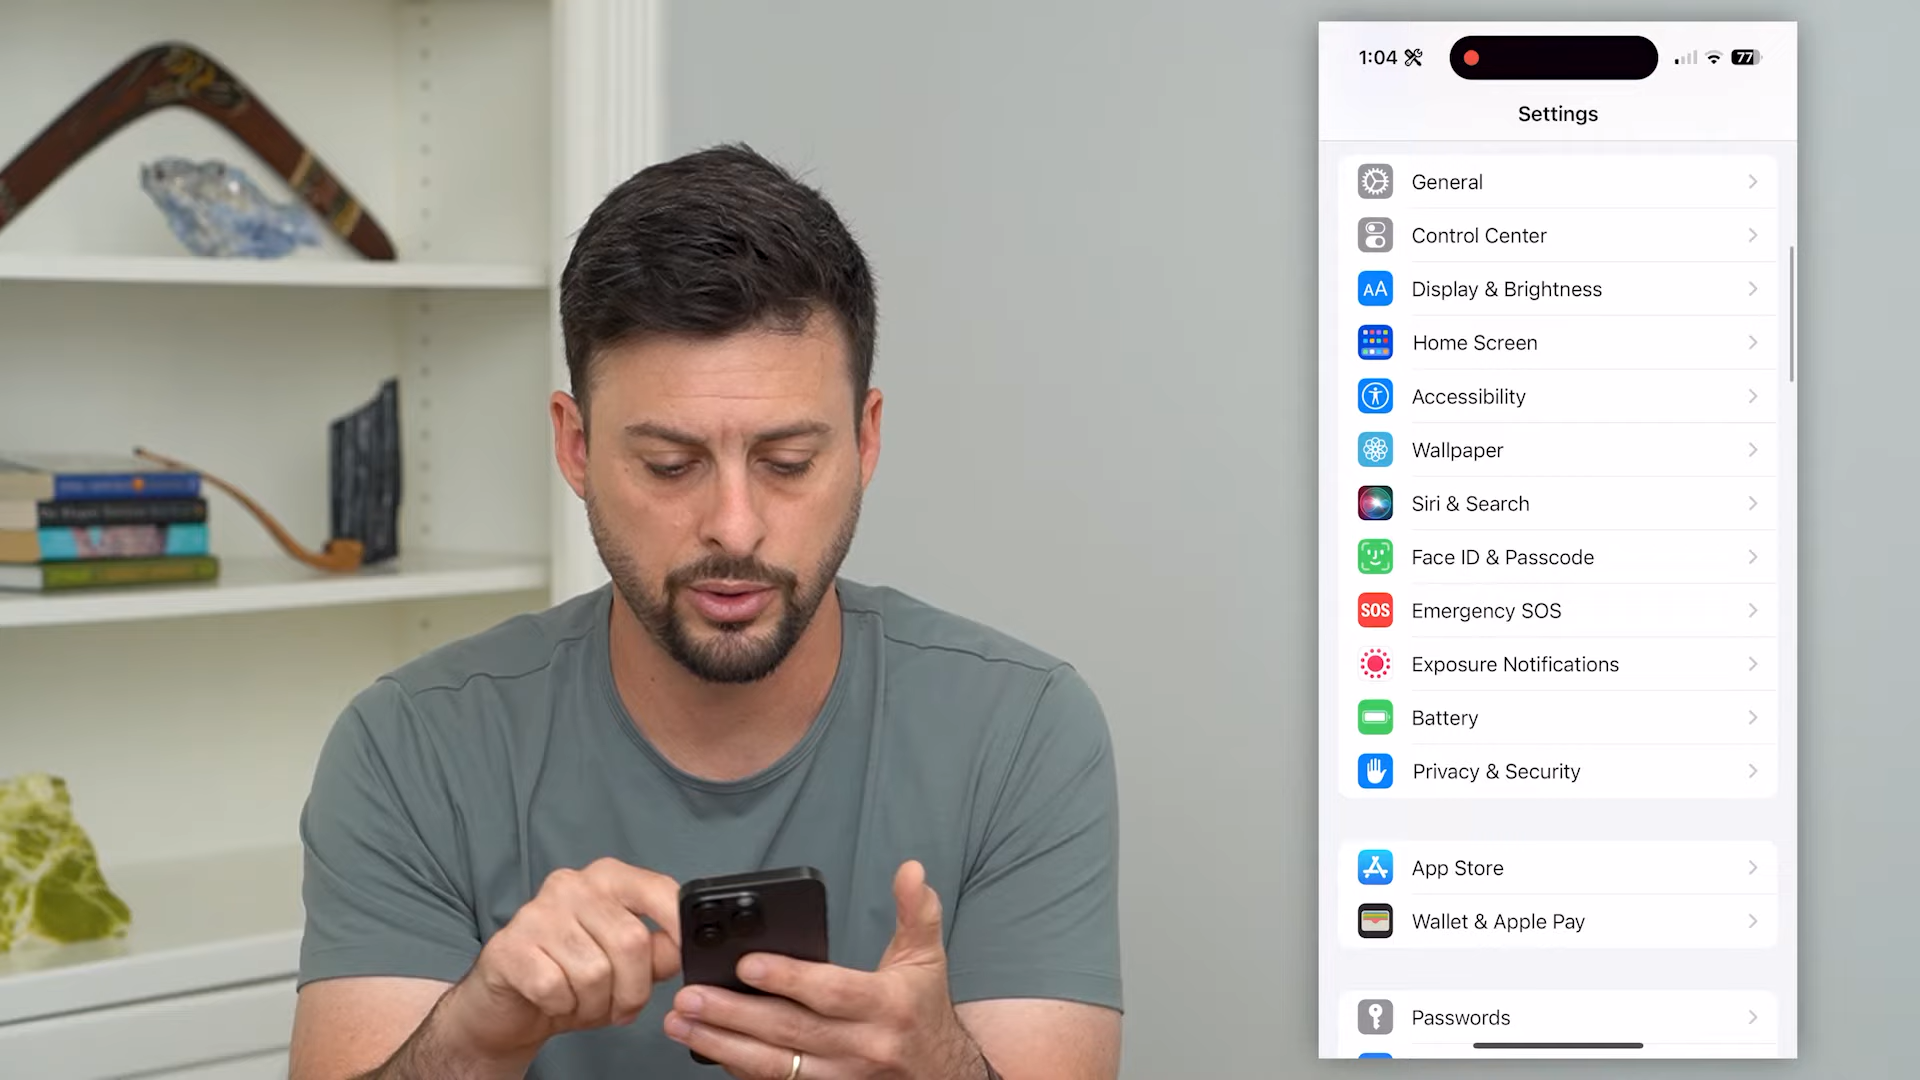 1:04
77
Settings
General
Control Center
AA Display & Brightness
Home Screen
Accessibility
Wallpaper
Siri & Search
Face ID & Passcode
SOS Emergency SOS
Exposure Notifications
Battery
Privacy & Security
App Store
Wallet & Apple Pay
Passwords